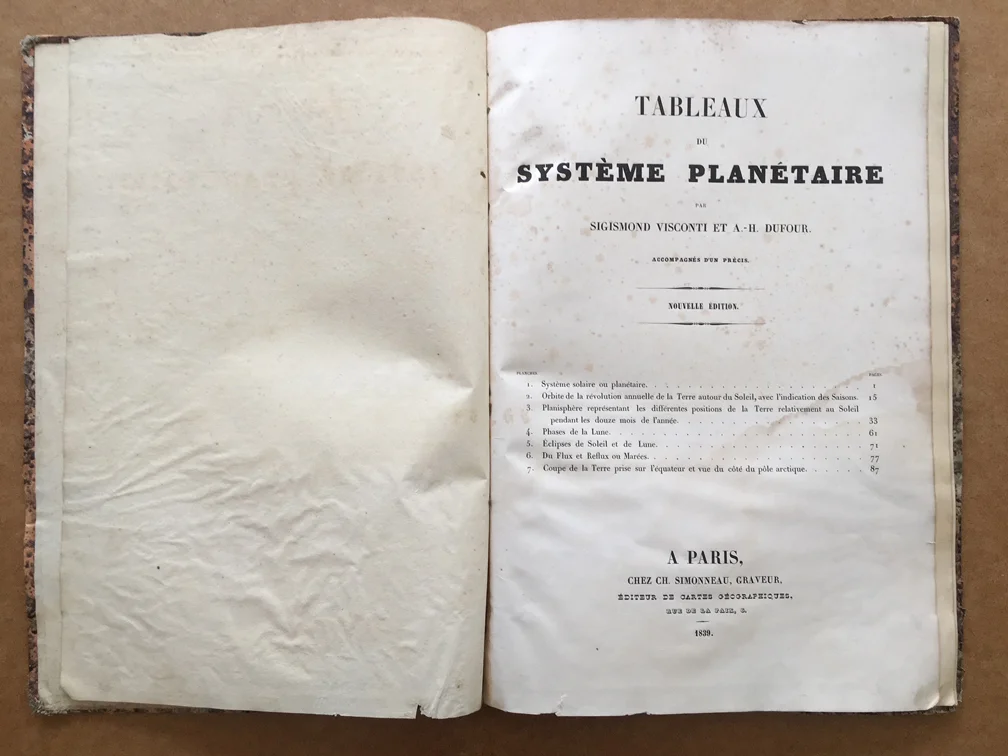 TABLEAUX
DU
SYSTÈME PLANÉTAIRE
PAR
SIGISMOND VISCONTI ET A.-H. DUFOUR.
ACCOMPAGNÉS D'UN PRÉCIS.
NOUVELLE ÉDITION.
PLANCHES PAGES
1. Système solaire ou planétaire. 1
2. Orbite de la révolution annuelle de la Terre autour du Soleil, avec l'indication des Saisons. 15
3. Planisphère représentant les différentes positions de la Terre relativement au Soleil
pendant les douze mois de l'année. 33
4. Phases de la Lune. 61
5. Éclipses de Soleil et de Lune. 71
6. Du Flux et Reflux ou Marées. 77
7. Coupe de la Terre prise sur l'équateur et vue du côté du pôle arctique. 87
A PARIS,
CHEZ CH. SIMONNEAU, GRAVEUR,
ÉDITEUR DE CARTES GÉOGRAPHIQUES,
RUE DE LA PAIX,
1839.